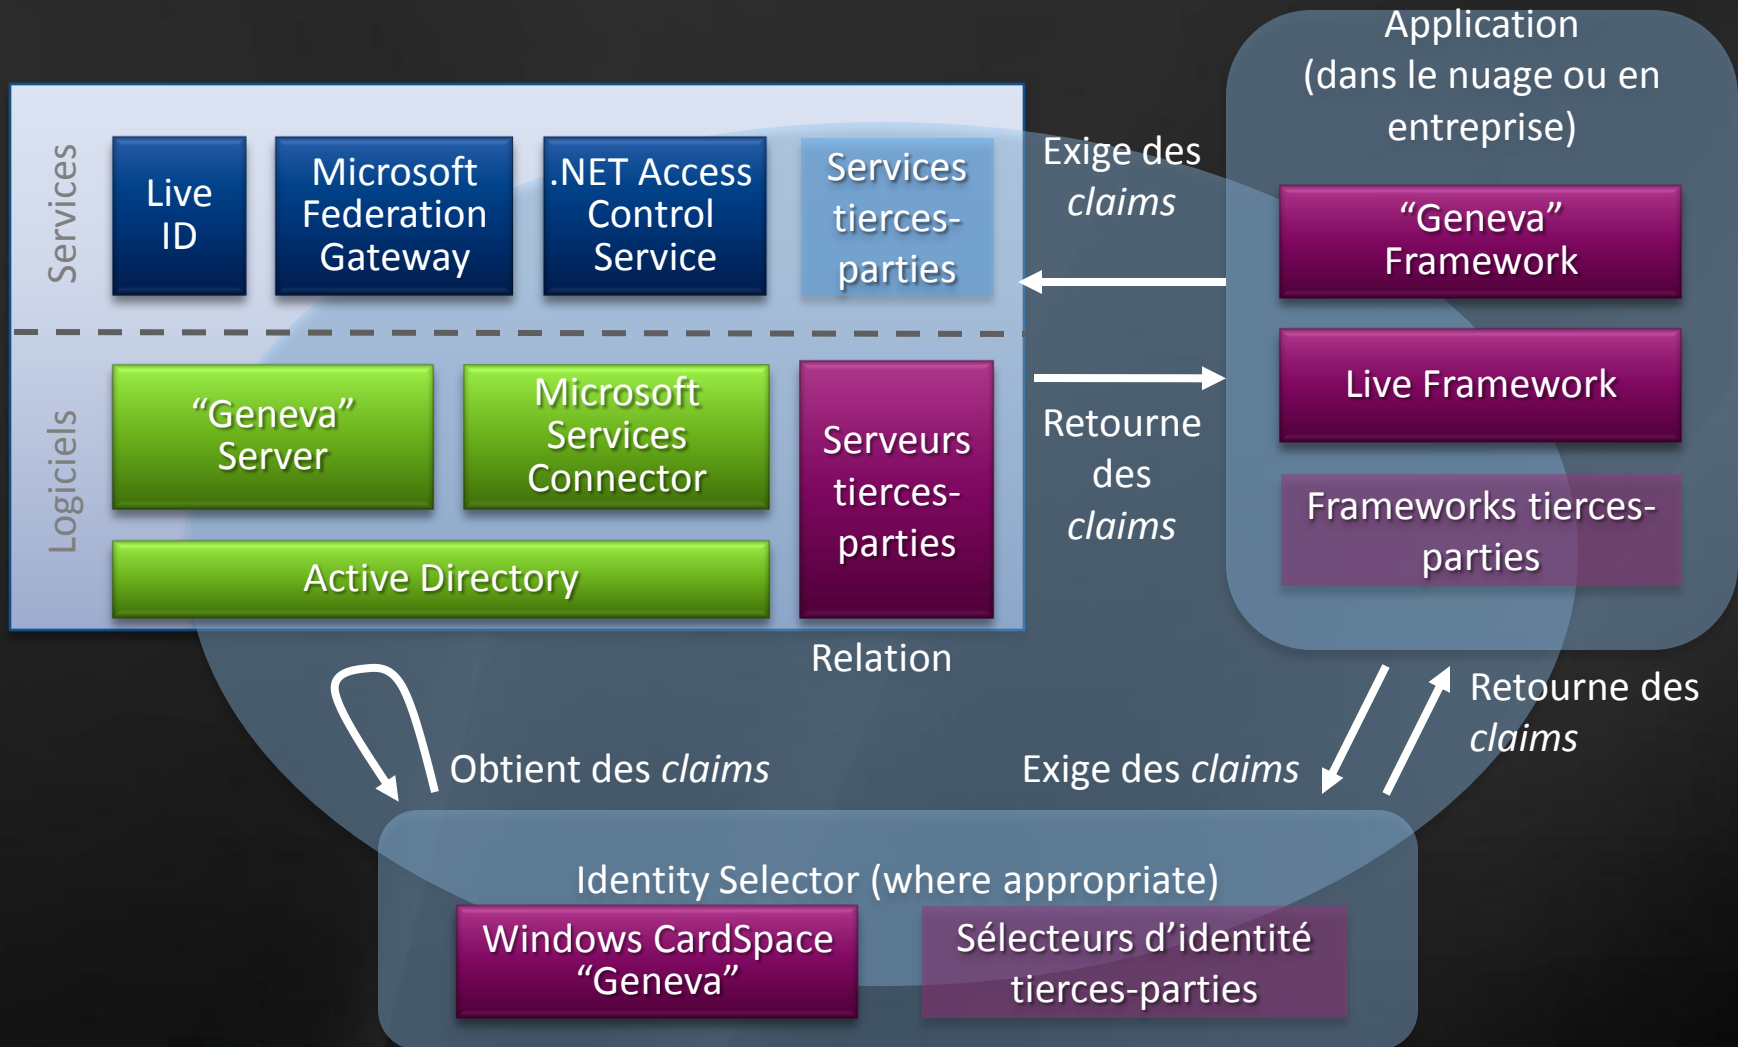 Application
(dans le nuage ou en
entreprise)
Services
Live
ID
Microsoft
Federation
Gateway
.NET Access
Control
Service
Services
tierces-
parties
Exige des
claims
“Geneva”
Framework
Live Framework
Frameworks tierces-
parties
Logiciels
“Geneva”
Server
Microsoft
Services
Connector
Serveurs
tierces-
parties
Active Directory
Retourne
des
claims
Relation
Obtient des claims
Exige des claims
Retourne des
claims
Identity Selector (where appropriate)
Windows CardSpace
“Geneva”
Sélecteurs d’identité
tierces-parties